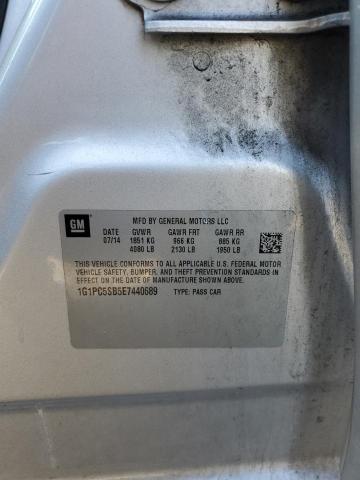 GM
MFD BY GENERAL MOTORS LLC
DATE GVWR GAWR FRT GAWR RR
07/14 1851 KG 966 KG 885 KG
4080 LB 2130 LB 1950 LB
THIS VEHICLE CONFORMS TO ALL APPLICABLE U.S. FEDERAL MOTOR
VEHICLE SAFETY, BUMPER, AND THEFT PREVENTION STANDARDS IN
EFFECT ON THE DATE OF MANUFACTURE SHOWN ABOVE.
1G1PC5SB5E7440689 TYPE: PASS CAR